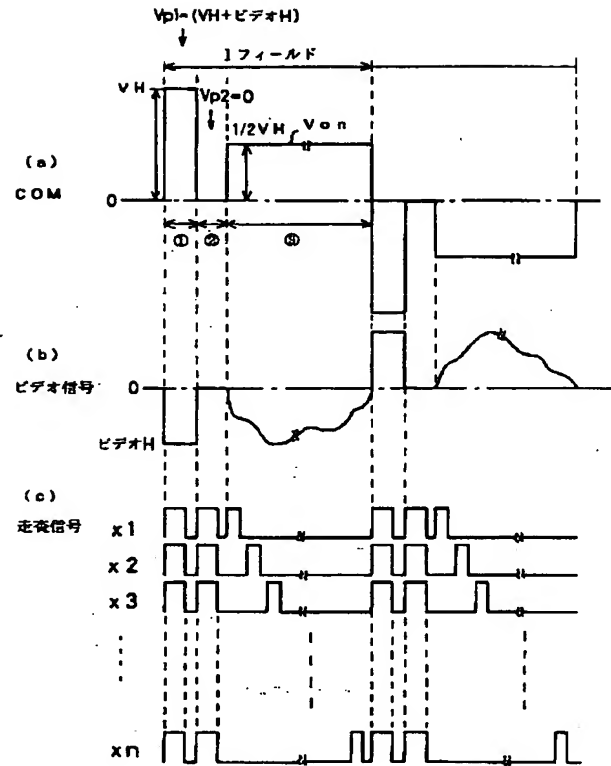 Vp1=(VH+ビデオH)
1フィールド
VH
Vp2=0
1/2VH
Von
(a)
COM
0
① ② ③
(b)
ビデオ信号
0
ビデオH
(c)
走査信号
x1
x2
x3
xn